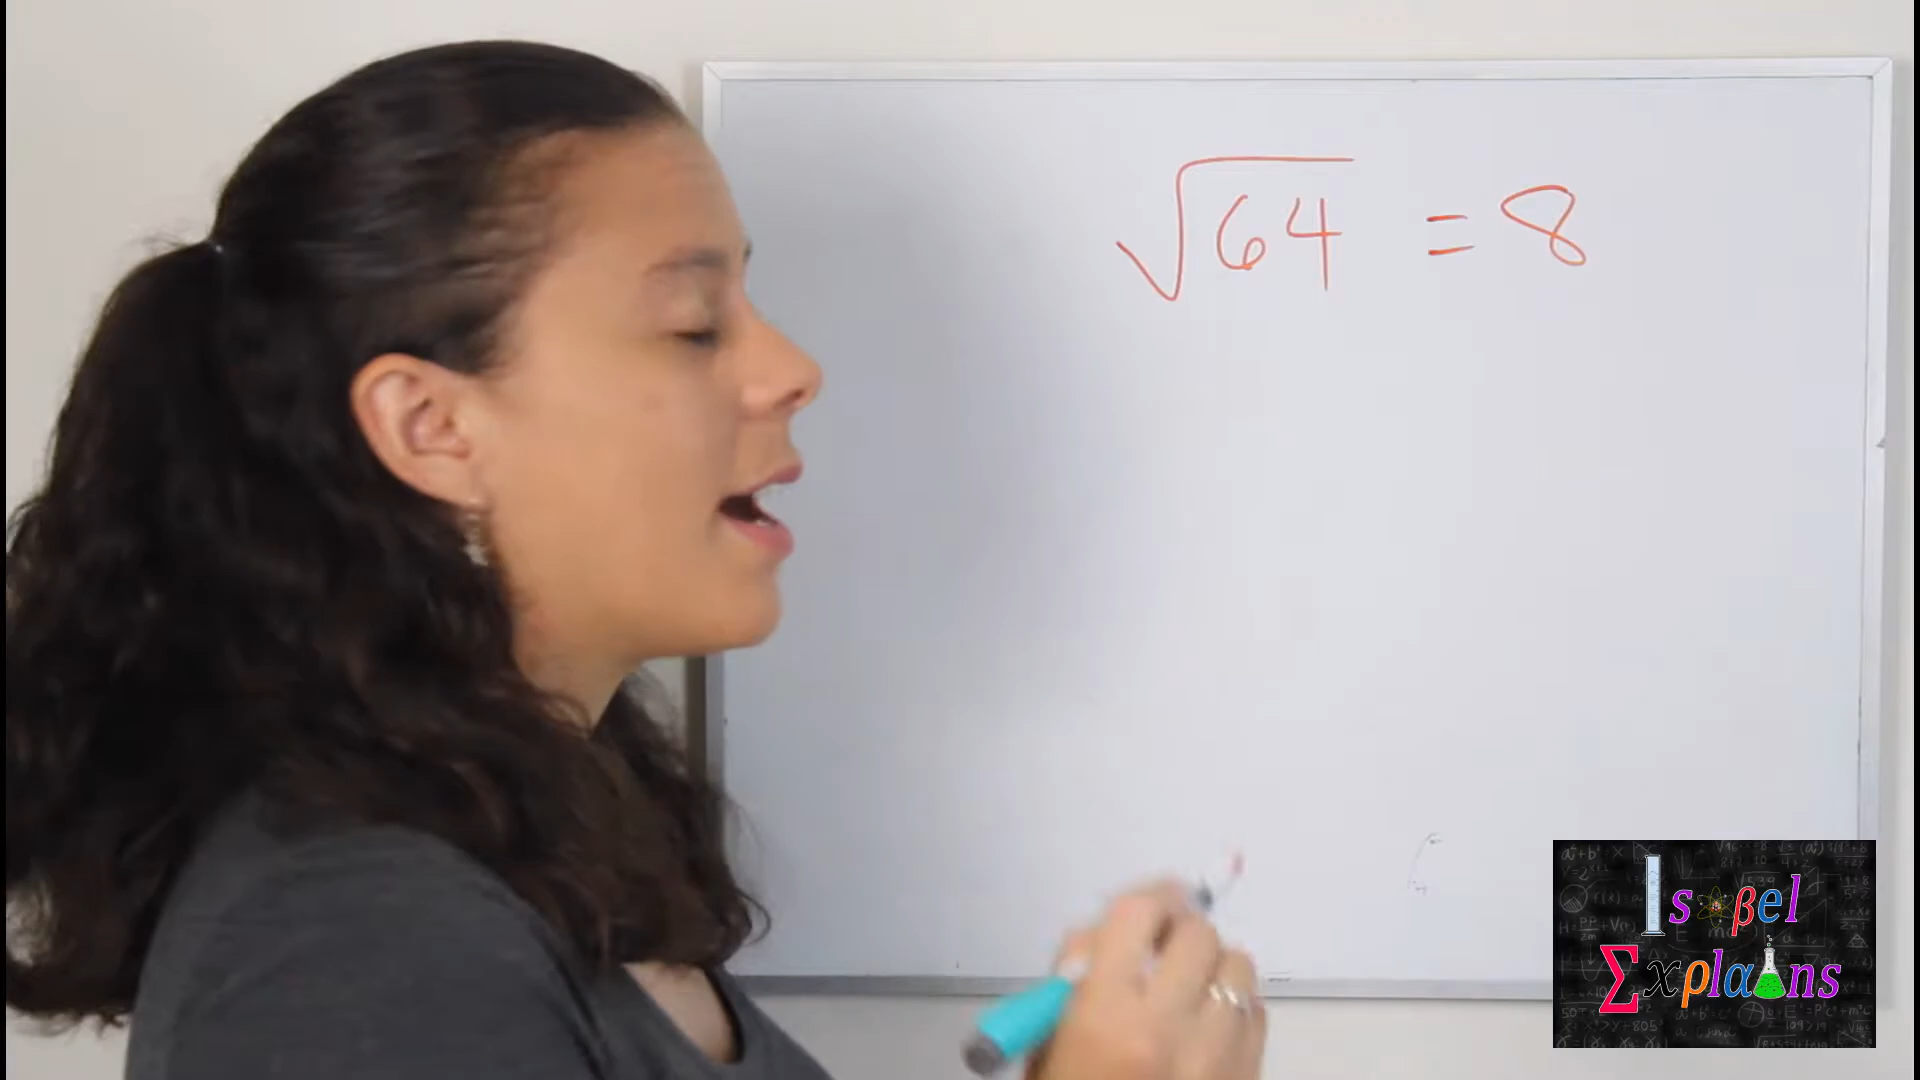 √64 = 8
Isabel
Explains